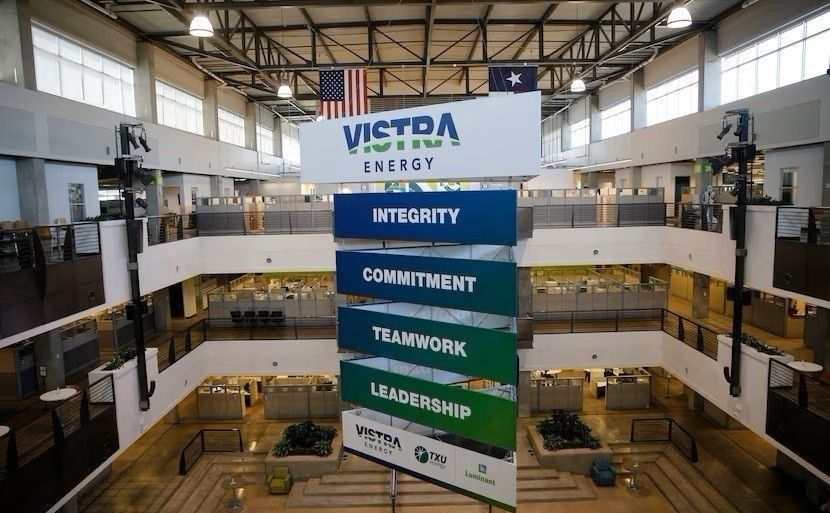 VISTRA
ENERGY
INTEGRITY
COMMITMENT
TEAMWORK
LEADERSHIP
VISTRA
ENERGY
TXU
energy
Luminant